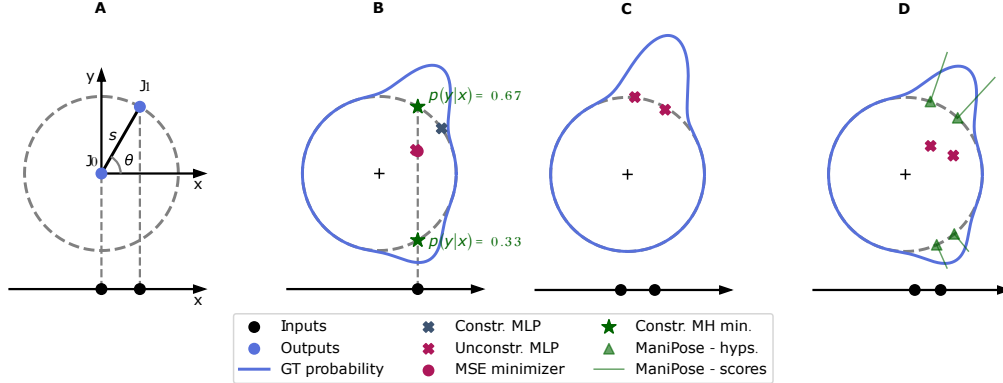 A
B
C
D
y
J1
s
J0
θ
x
x
p(y|x) = 0.67
p(y|x) = 0.33
Inputs
Outputs
GT probability
Constr. MLP
Unconstr. MLP
MSE minimizer
Constr. MH min.
ManiPose - hyps.
ManiPose - scores